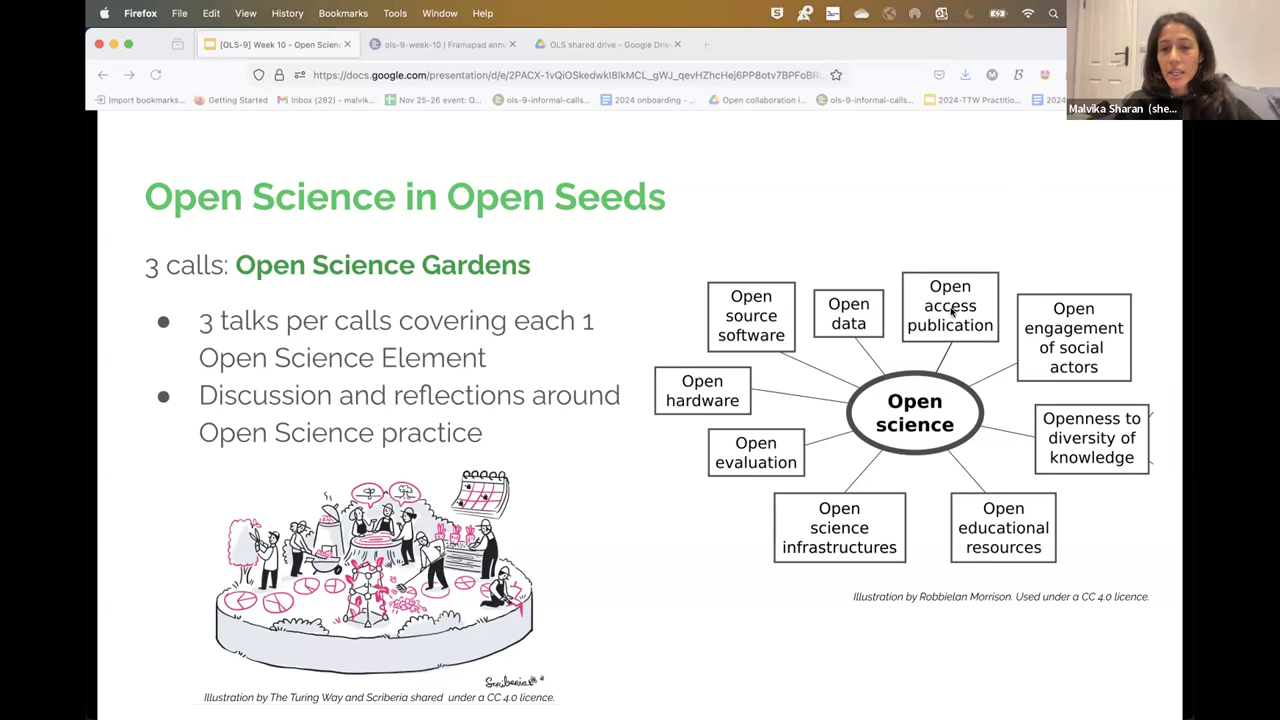 Firefox File Edit View History Bookmarks Tools Window Help
[OLS-9] Week 10 - Open Scienc
ols-9-week-10 | Framapad annu
OLS shared drive - Google Drive
https://docs.google.com/presentation/d/e/2PACX-
Import bookmarks... Getting Started Inbox (282) - malvik... Nov 25-26 event: O... ols-9-informal-calls... 2024 onboarding - ... Open collaboration i... ols-9-informal-calls... 2024-TTW Practitio...
Malvika Sharan (she...
Open Science in Open Seeds
3 calls: Open Science Gardens
● 3 talks per calls covering each 1
Open Science Element
● Discussion and reflections around
Open Science practice
Open
source
software
Open
data
Open
access
publication
Open
engagement
of social
actors
Open
hardware
Open
science
Openness to
diversity of
knowledge
Open
evaluation
Open
science
infrastructures
Open
educational
resources
Illustration by Robbielan Morrison. Used under a CC 4.0 licence.
Scriberia
Illustration by The Turing Way and Scriberia shared under a CC 4.0 licence.